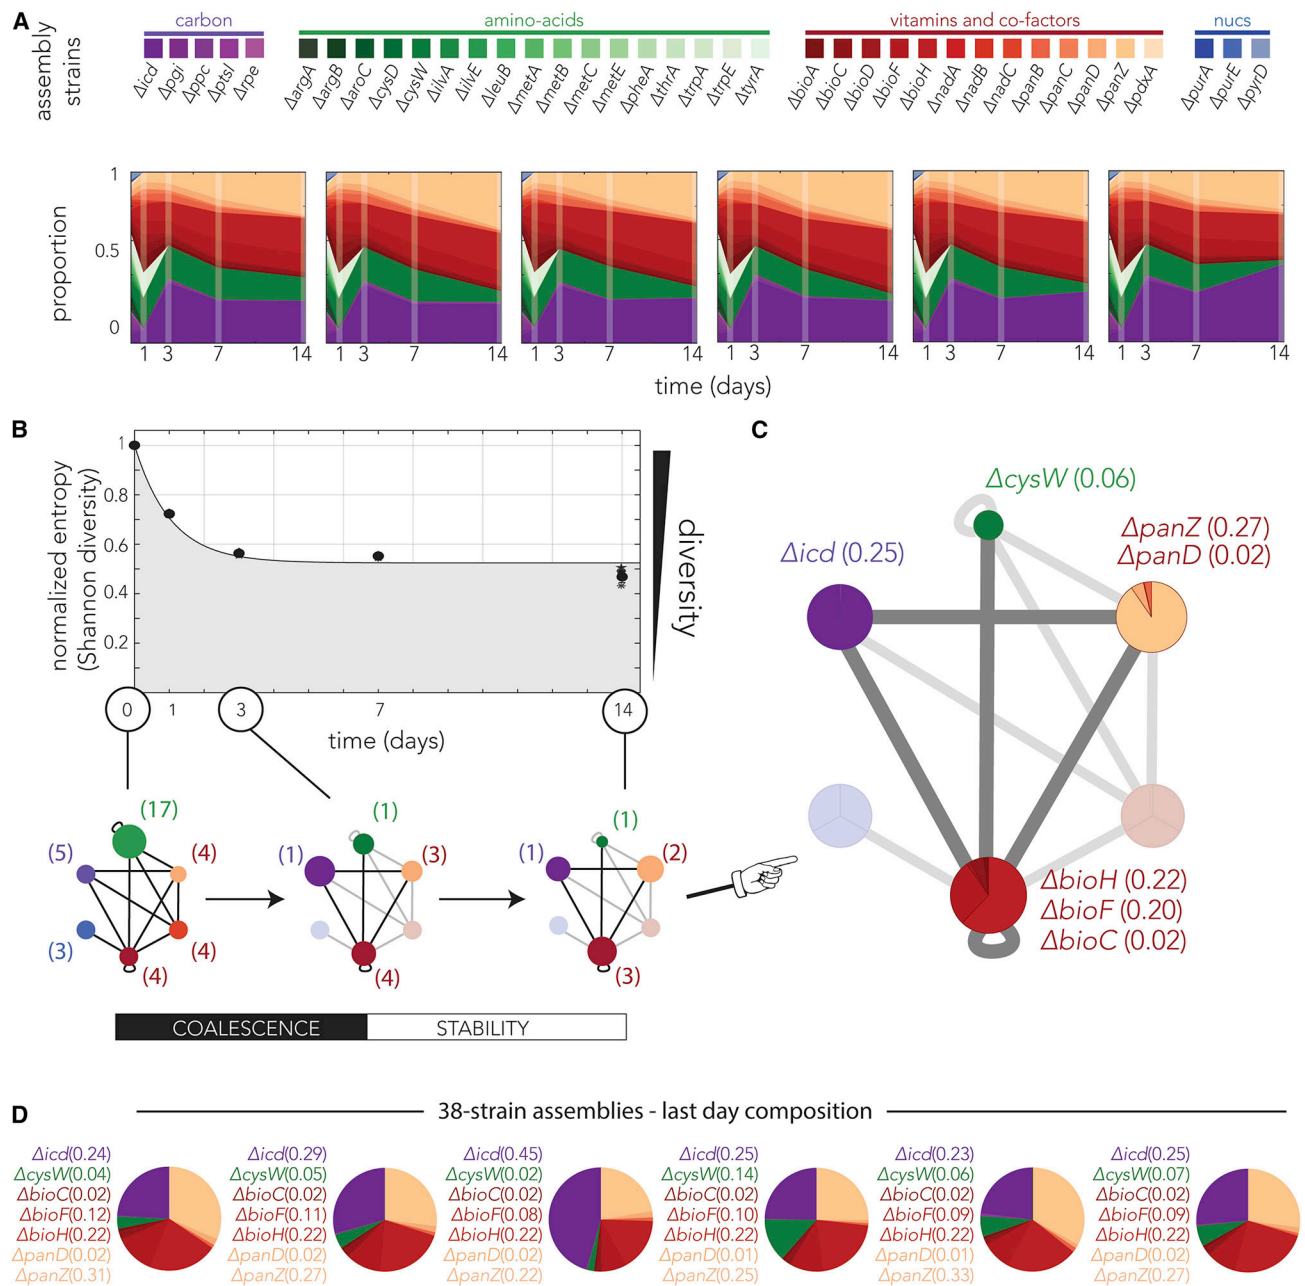 A
carbon
amino-acids
vitamins and co-factors
nucs
assembly
strains
Δicd
Δpgi
Δppc
ΔptsI
Δrpe
ΔargA
ΔargB
ΔaroC
ΔcysD
ΔcysW
ΔilvA
ΔilvE
ΔleuB
ΔmetA
ΔmetB
ΔmetC
ΔmetE
ΔpheA
ΔthrA
ΔtrpA
ΔtrpE
ΔtyrA
ΔbioA
ΔbioC
ΔbioD
ΔbioF
ΔbioH
ΔnadA
ΔnadB
ΔnadC
ΔpanB
ΔpanC
ΔpanD
ΔpanZ
ΔpdxA
ΔpurA
ΔpurE
ΔpyrD
proportion
1
0.5
0
1 3 7 14
1 3 7 14
1 3 7 14
1 3 7 14
1 3 7 14
1 3 7 14
time (days)
B
normalized entropy
(Shannon diversity)
1
0.8
0.6
0.4
0.2
diversity
0 1 3 7 14
time (days)
(17)
(5)
(4)
(3)
(4)
(4)
(1)
(1)
(3)
(4)
(1)
(1)
(2)
(3)
COALESCENCE
STABILITY
C
ΔcysW (0.06)
ΔpanZ (0.27)
ΔpanD (0.02)
Δicd (0.25)
ΔbioH (0.22)
ΔbioF (0.20)
ΔbioC (0.02)
D
38-strain assemblies - last day composition
Δicd(0.24)
ΔcysW(0.04)
ΔbioC(0.02)
ΔbioF(0.12)
ΔbioH(0.22)
ΔpanD(0.02)
ΔpanZ(0.31)
Δicd(0.29)
ΔcysW(0.05)
ΔbioC(0.02)
ΔbioF(0.11)
ΔbioH(0.22)
ΔpanD(0.02)
ΔpanZ(0.27)
Δicd(0.45)
ΔcysW(0.02)
ΔbioC(0.02)
ΔbioF(0.08)
ΔbioH(0.22)
ΔpanD(0.02)
ΔpanZ(0.22)
Δicd(0.25)
ΔcysW(0.14)
ΔbioC(0.02)
ΔbioF(0.10)
ΔbioH(0.22)
ΔpanD(0.01)
ΔpanZ(0.25)
Δicd(0.23)
ΔcysW(0.06)
ΔbioC(0.02)
ΔbioF(0.09)
ΔbioH(0.22)
ΔpanD(0.01)
ΔpanZ(0.33)
Δicd(0.25)
ΔcysW(0.07)
ΔbioC(0.02)
ΔbioF(0.09)
ΔbioH(0.22)
ΔpanD(0.02)
ΔpanZ(0.27)